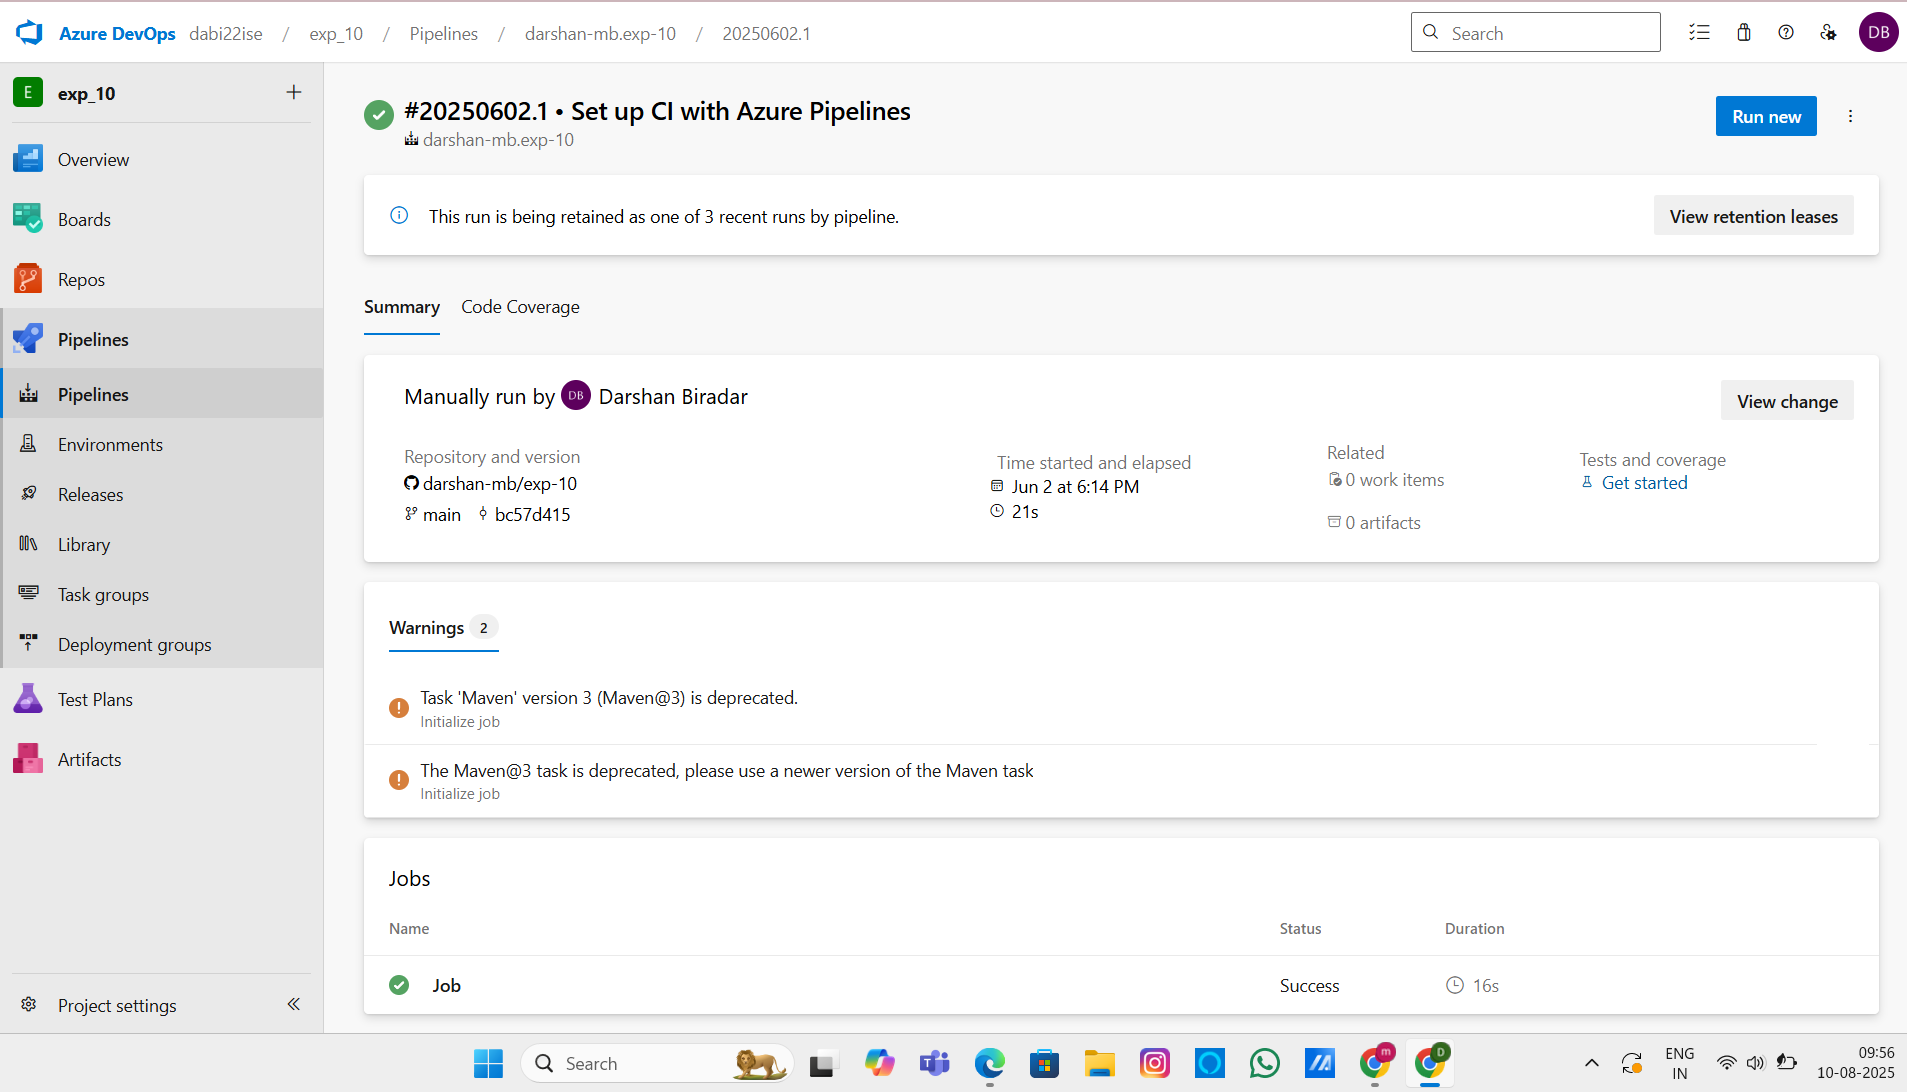 Azure DevOps dabi22ise / exp_10 / Pipelines / darshan-mb.exp-10 / 20250602.1
Search
DB
E exp_10
Overview
Boards
Repos
Pipelines
Pipelines
Environments
Releases
Library
Task groups
Deployment groups
Test Plans
Artifacts
Project settings
#20250602.1 • Set up CI with Azure Pipelines
darshan-mb.exp-10
Run new
This run is being retained as one of 3 recent runs by pipeline.
View retention leases
Summary Code Coverage
Manually run by DB Darshan Biradar
View change
Repository and version
darshan-mb/exp-10
main bc57d415
Time started and elapsed
Jun 2 at 6:14 PM
21s
Related
0 work items
0 artifacts
Tests and coverage
Get started
Warnings 2
Task 'Maven' version 3 (Maven@3) is deprecated.
Initialize job
The Maven@3 task is deprecated, please use a newer version of the Maven task
Initialize job
Jobs
Name Status Duration
Job Success 16s
Search
m
D
ENG
IN
09:56
10-08-2025